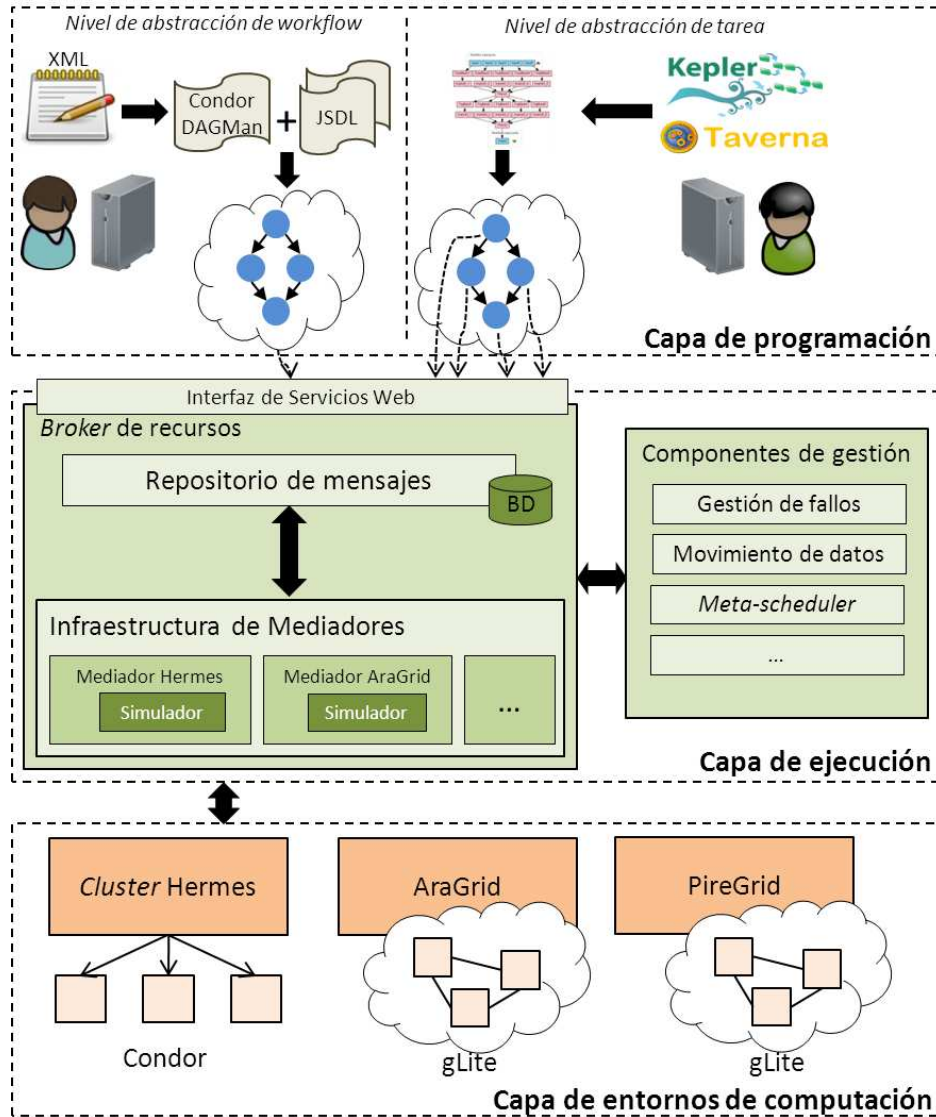 Nivel de abstracción de workflow
Nivel de abstracción de tarea
XML
Condor
DAGMan
+
JSDL
Kepler
Taverna
Capa de programación
Interfaz de Servicios Web
Broker de recursos
Repositorio de mensajes
BD
Infraestructura de Mediadores
Mediador Hermes
Simulador
Mediador AraGrid
Simulador
...
Componentes de gestión
Gestión de fallos
Movimiento de datos
Meta-scheduler
...
Capa de ejecución
Cluster Hermes
AraGrid
PireGrid
Condor
gLite
gLite
Capa de entornos de computación